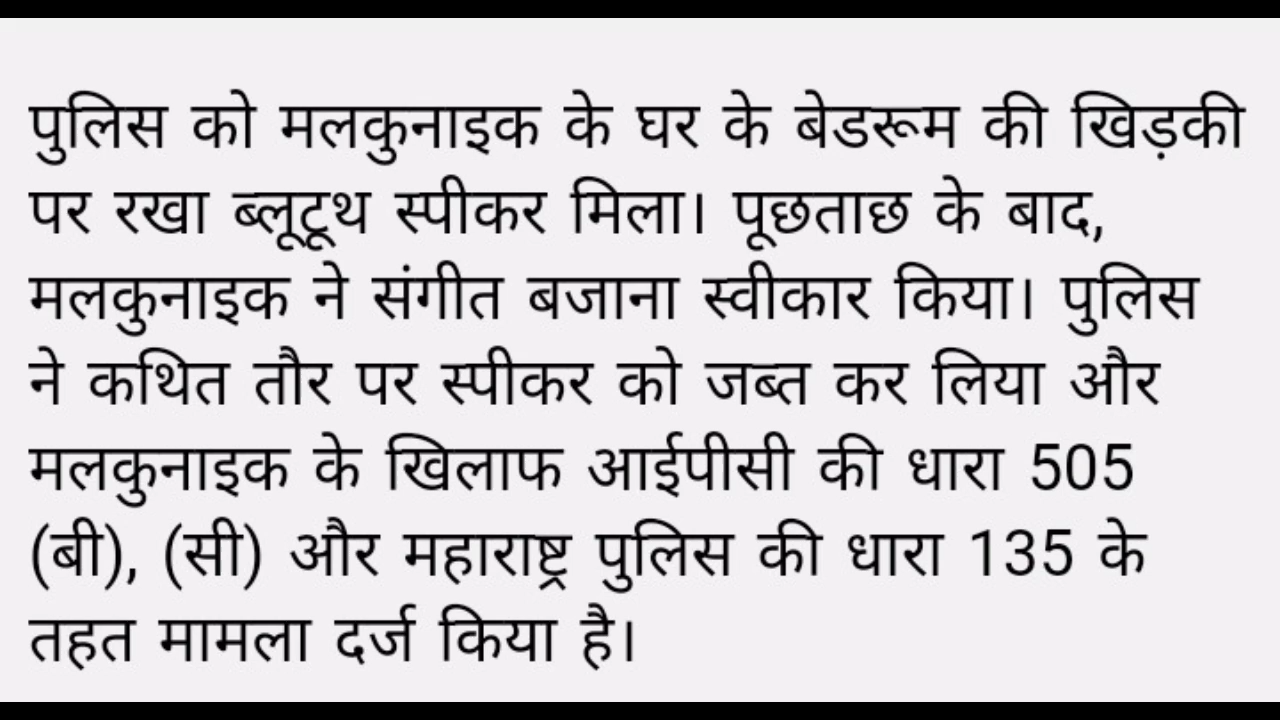 पुलिस को मलकुनाइक के घर के बेडरूम की खिड़की
पर रखा ब्लूटूथ स्पीकर मिला। पूछताछ के बाद,
मलकुनाइक ने संगीत बजाना स्वीकार किया। पुलिस
ने कथित तौर पर स्पीकर को जब्त कर लिया और
मलकुनाइक के खिलाफ आईपीसी की धारा 505
(बी), (सी) और महाराष्ट्र पुलिस की धारा 135 के
तहत मामला दर्ज किया है।